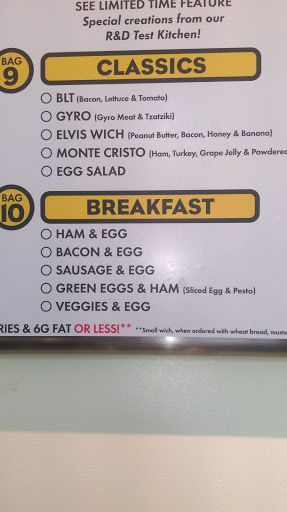 SEE LIMITED TIME FEATURE
Special creations from our
R&D Test Kitchen!
BAG
9
CLASSICS
BLT (Bacon, Lettuce & Tomato)
GYRO (Gyro Meat & Tzatziki)
ELVIS WICH (Peanut Butter, Bacon, Honey & Banana)
MONTE CRISTO (Ham, Turkey, Grape Jelly & Powdered
EGG SALAD
BAG
10
BREAKFAST
HAM & EGG
BACON & EGG
SAUSAGE & EGG
GREEN EGGS & HAM (Sliced Egg & Pesto)
VEGGIES & EGG
RIES & 6G FAT OR LESS!** **Small wich, when ordered with wheat bread, musta